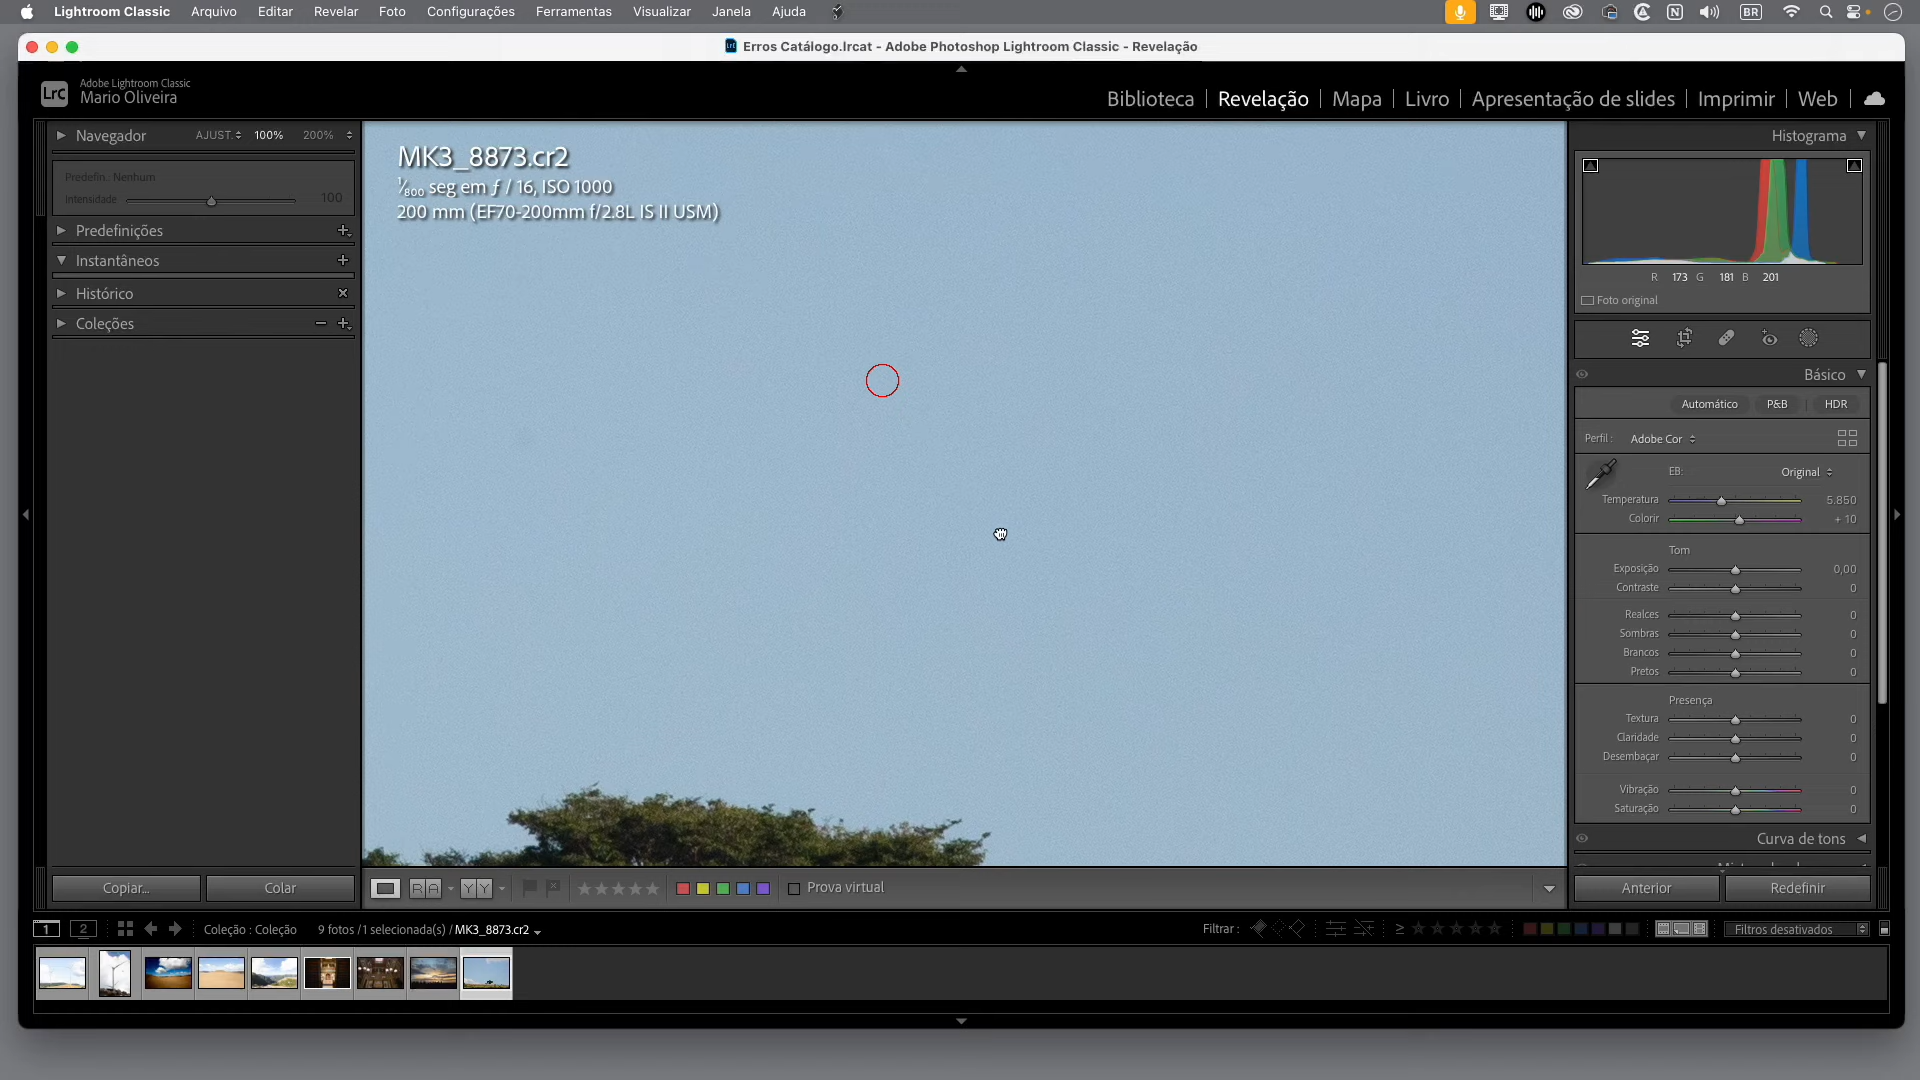 Lightroom Classic Arquivo Editar Revelar Foto Configurações Ferramentas Visualizar Janela Ajuda BR
Erros Catálogo.lrcat - Adobe Photoshop Lightroom Classic - Revelação
LrC Adobe Lightroom Classic
Mario Oliveira
Biblioteca | Revelação | Mapa | Livro | Apresentação de slides | Imprimir | Web
Navegador AJUST. 100% 200%
Predefin.: Nenhum
Intensidade 100
Predefinições
Instantâneos
Histórico
Coleções
MK3_8873.cr2
1/800 seg em ƒ / 16, ISO 1000
200 mm (EF70-200mm f/2.8L IS II USM)
Histograma
R 173 G 181 B 201
Foto original
Básico
Automático P&B HDR
Perfil : Adobe Cor
EB: Original
Temperatura 5.850
Colorir + 10
Tom
Exposição 0,00
Contraste 0
Realces 0
Sombras 0
Brancos 0
Pretos 0
Presença
Textura 0
Claridade 0
Desembaçar 0
Vibração 0
Saturação 0
Curva de tons
Copiar... Colar
R A Y Y Prova virtual
Anterior Redefinir
1 2 Coleção : Coleção 9 fotos /1 selecionada(s) /MK3_8873.cr2 Filtrar : ≥ Filtros desativados